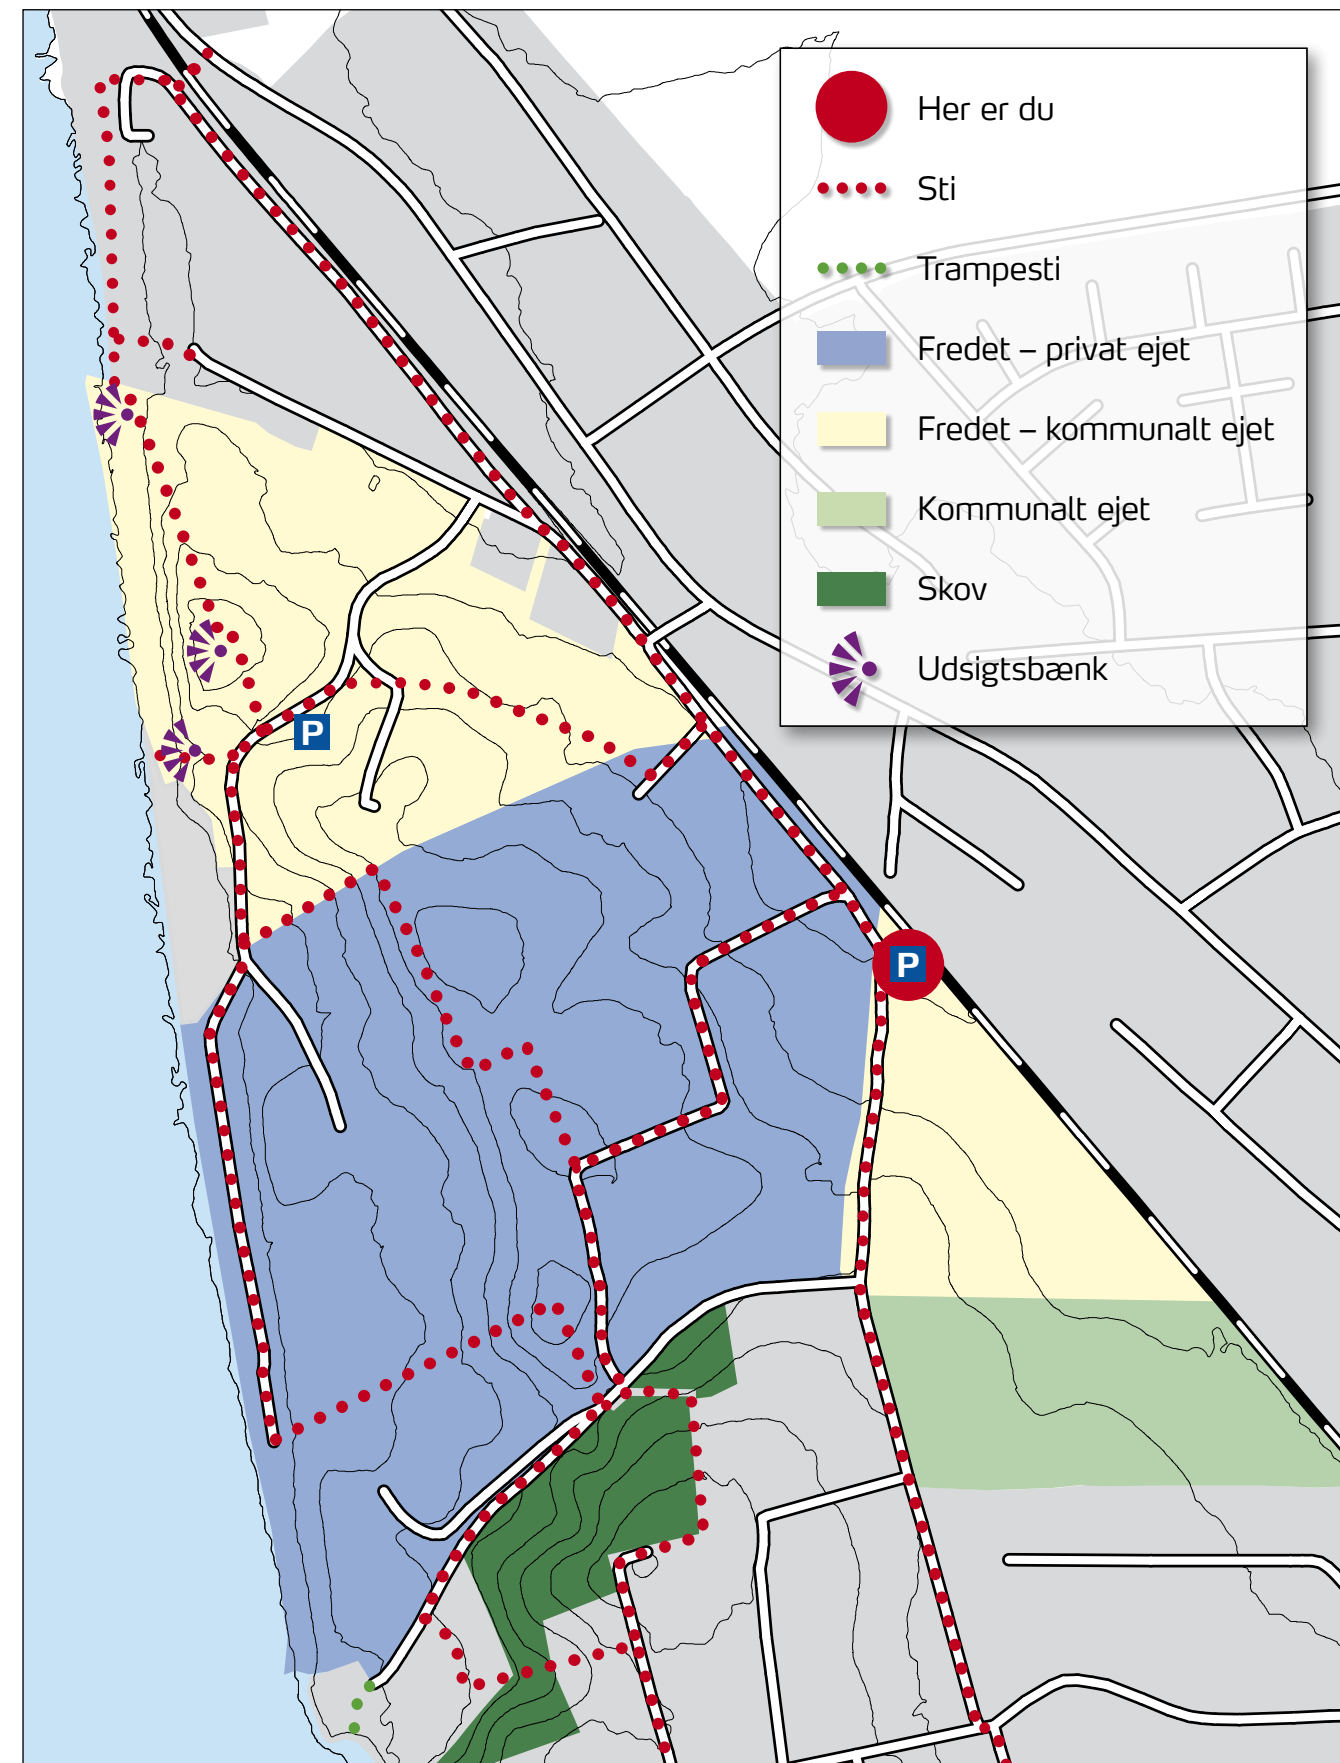 Her er du
Sti
Trampesti
Fredet – privat ejet
Fredet – kommunalt ejet
Kommunalt ejet
Skov
Udsigtsbænk
P
P